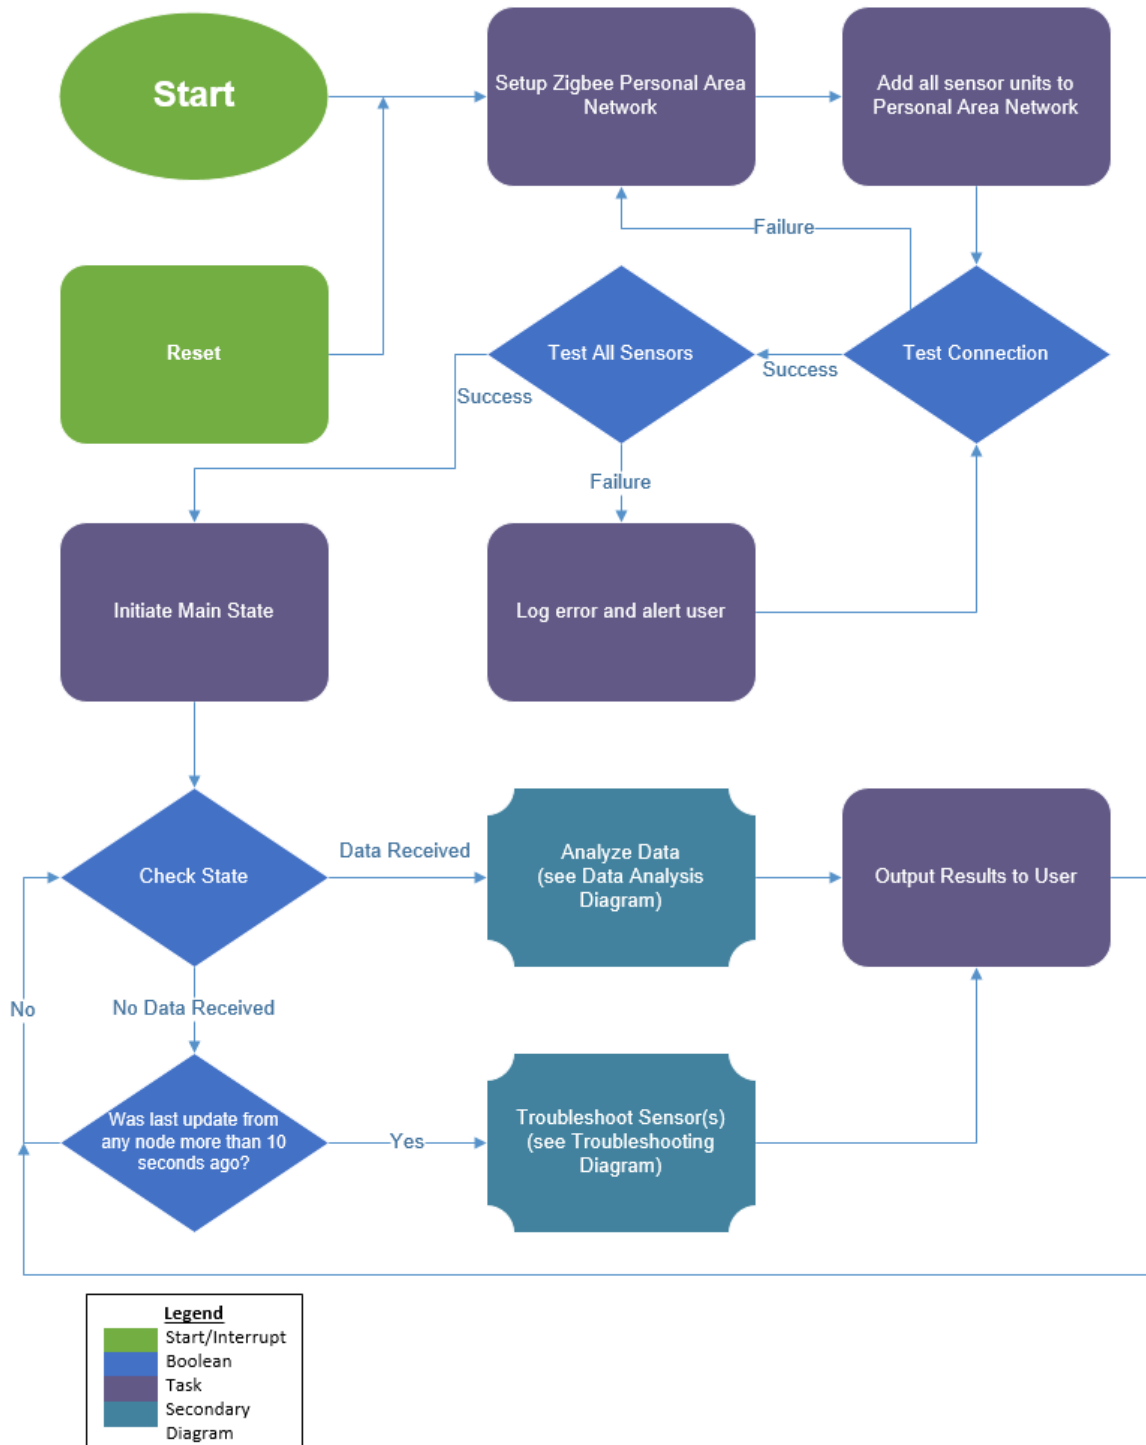 Start
Setup Zigbee Personal Area
Network
Add all sensor units to
Personal Area Network
Failure
Reset
Test All Sensors
Success
Test Connection
Success
Failure
Initiate Main State
Log error and alert user
Check State
Data Received
Analyze Data
(see Data Analysis
Diagram)
Output Results to User
No
No Data Received
Was last update from
any node more than 10
seconds ago?
Yes
Troubleshoot Sensor(s)
(see Troubleshooting
Diagram)
Legend
Start/Interrupt
Boolean
Task
Secondary
Diagram